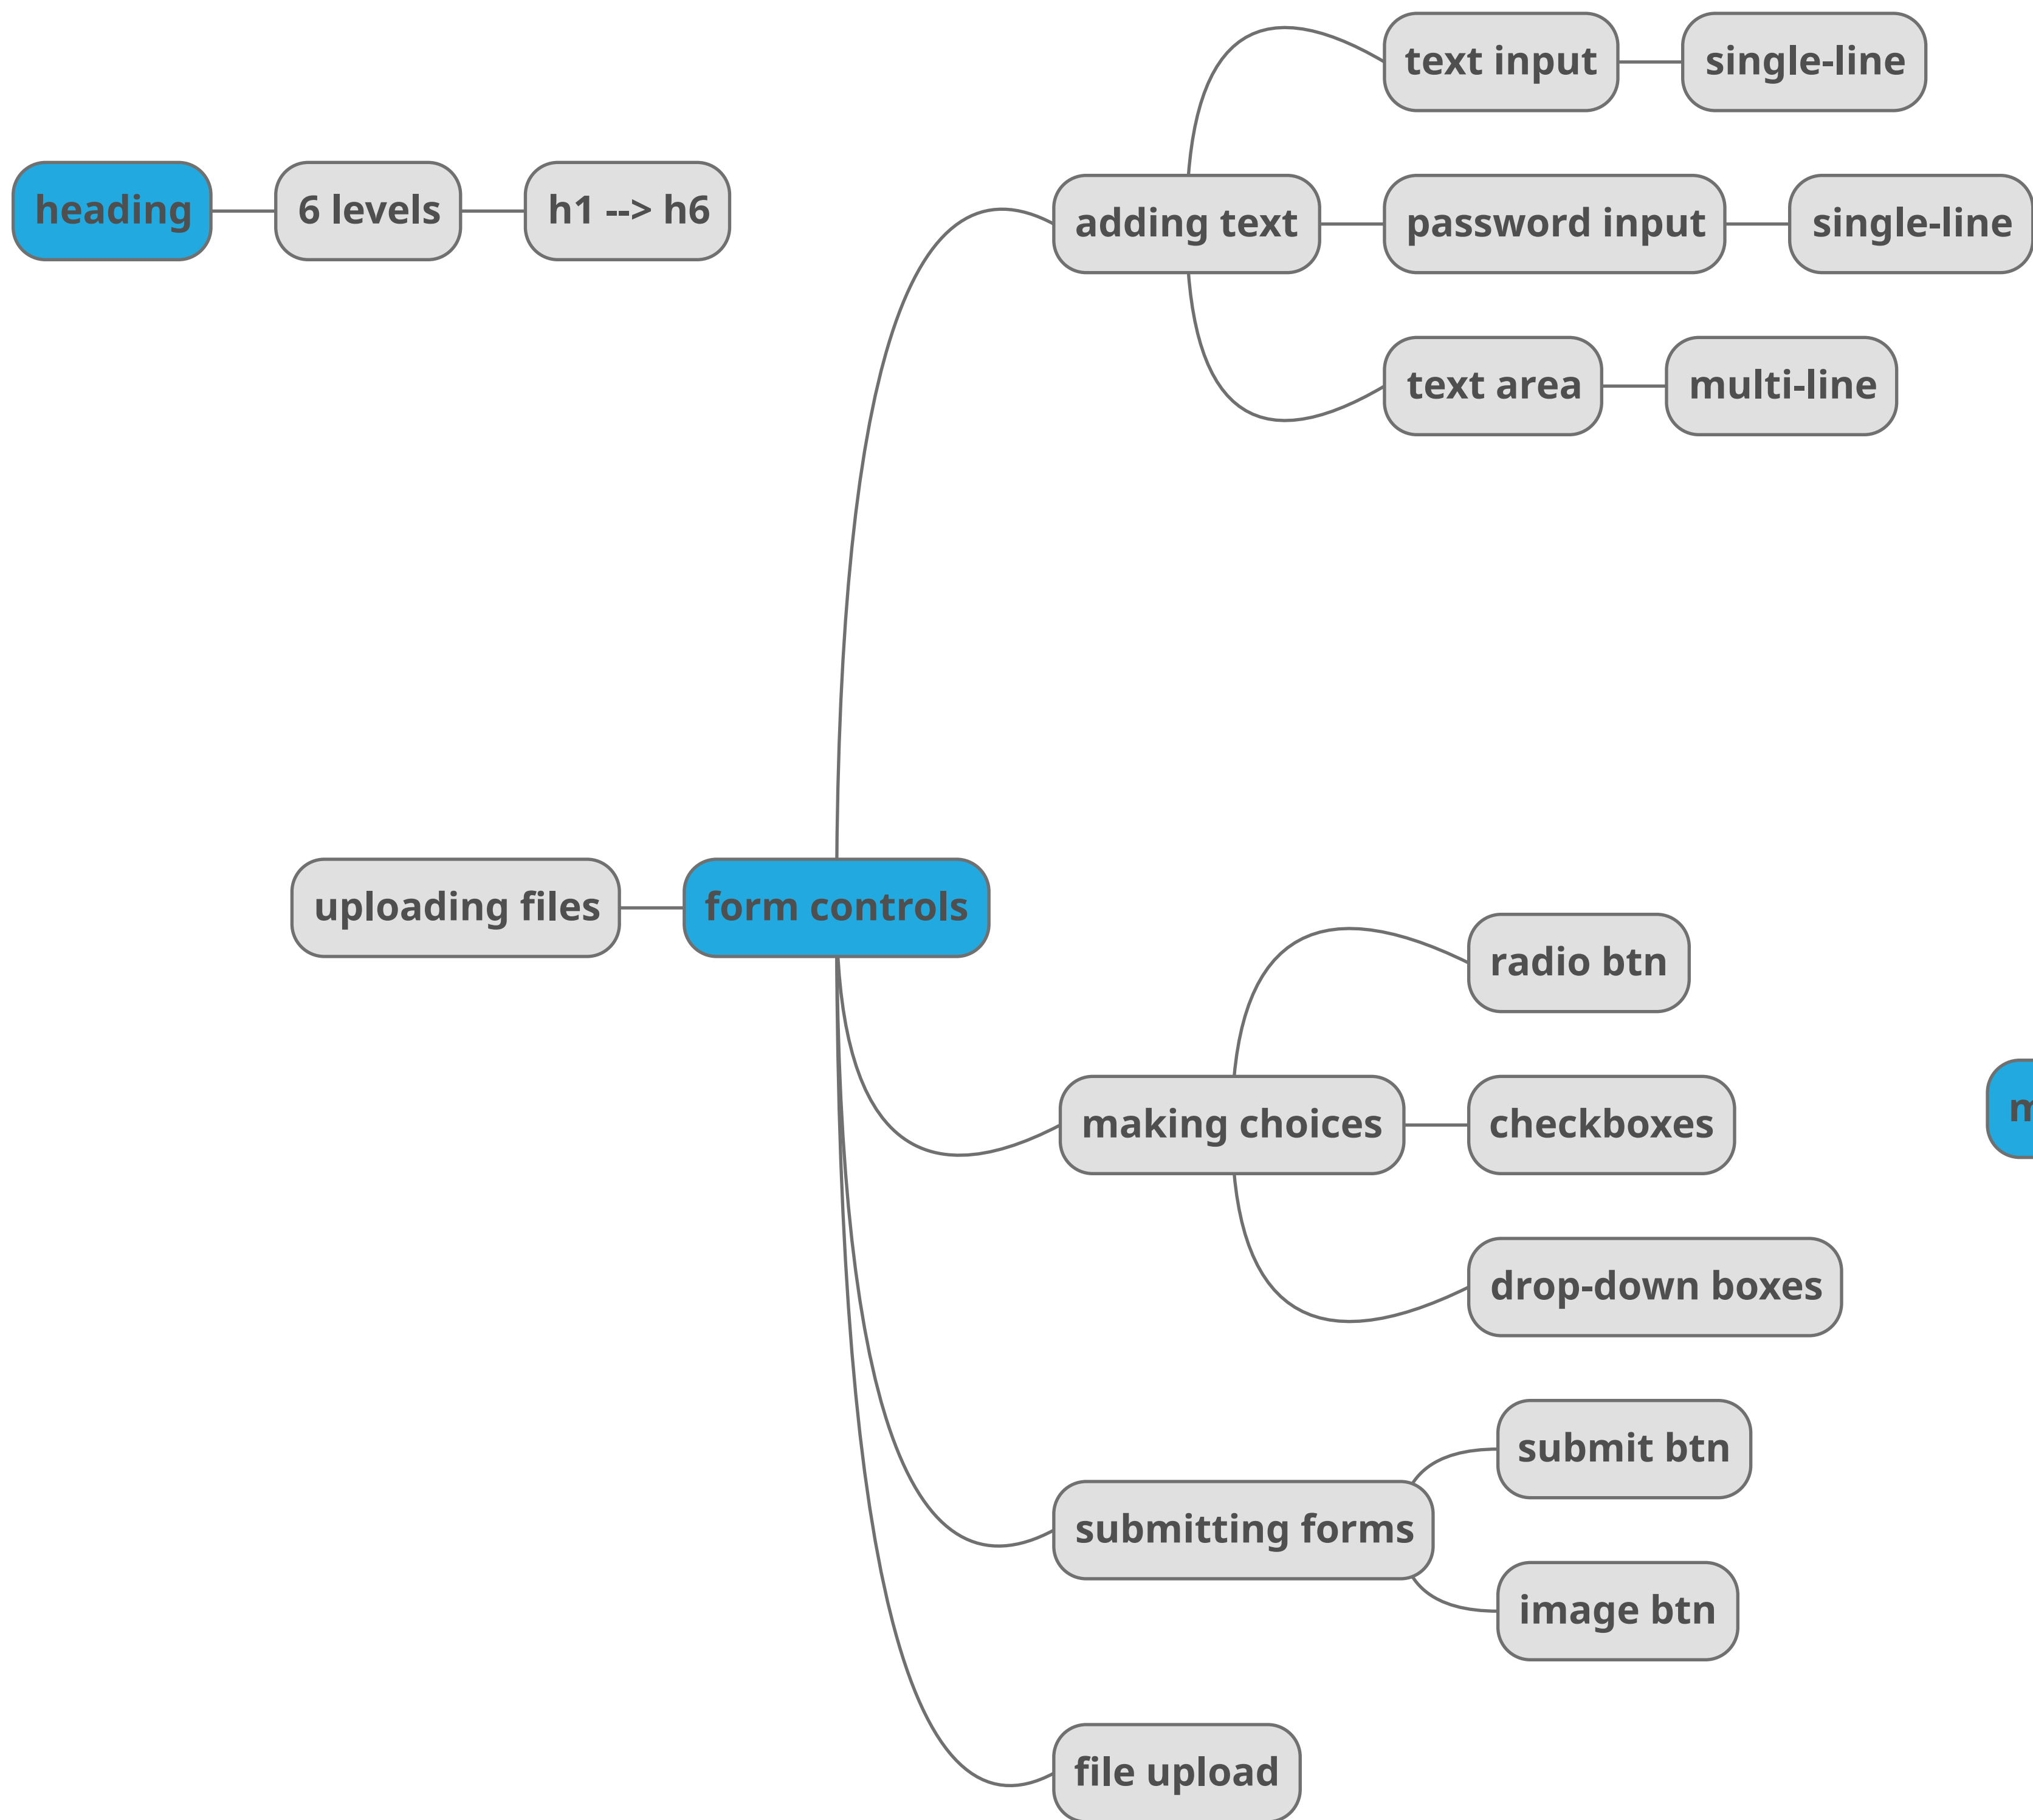 text input
single-line
heading
6 levels
h1 ---> h6
adding text
password input
single-line
text area
multi-line
uploading files
form controls
radio btn
making choices
checkboxes
drop-down boxes
submit btn
submitting forms
image btn
file upload